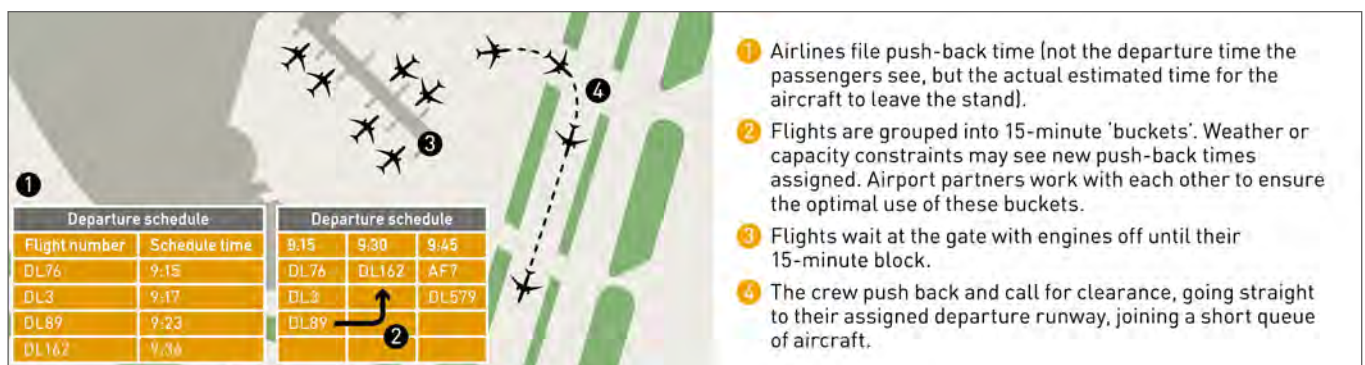 1
Departure schedule
Flight number Schedule time
DL76 9:15
DL3 9:17
DL89 9:23
DL162 9:36
Departure schedule
9.15 9:30 9:45
DL76 DL162 AF7
DL3 DL579
DL89
2
3
4
1 Airlines file push-back time (not the departure time the
passengers see, but the actual estimated time for the
aircraft to leave the stand).
2 Flights are grouped into 15-minute ‘buckets’. Weather or
capacity constraints may see new push-back times
assigned. Airport partners work with each other to ensure
the optimal use of these buckets.
3 Flights wait at the gate with engines off until their
15-minute block.
4 The crew push back and call for clearance, going straight
to their assigned departure runway, joining a short queue
of aircraft.